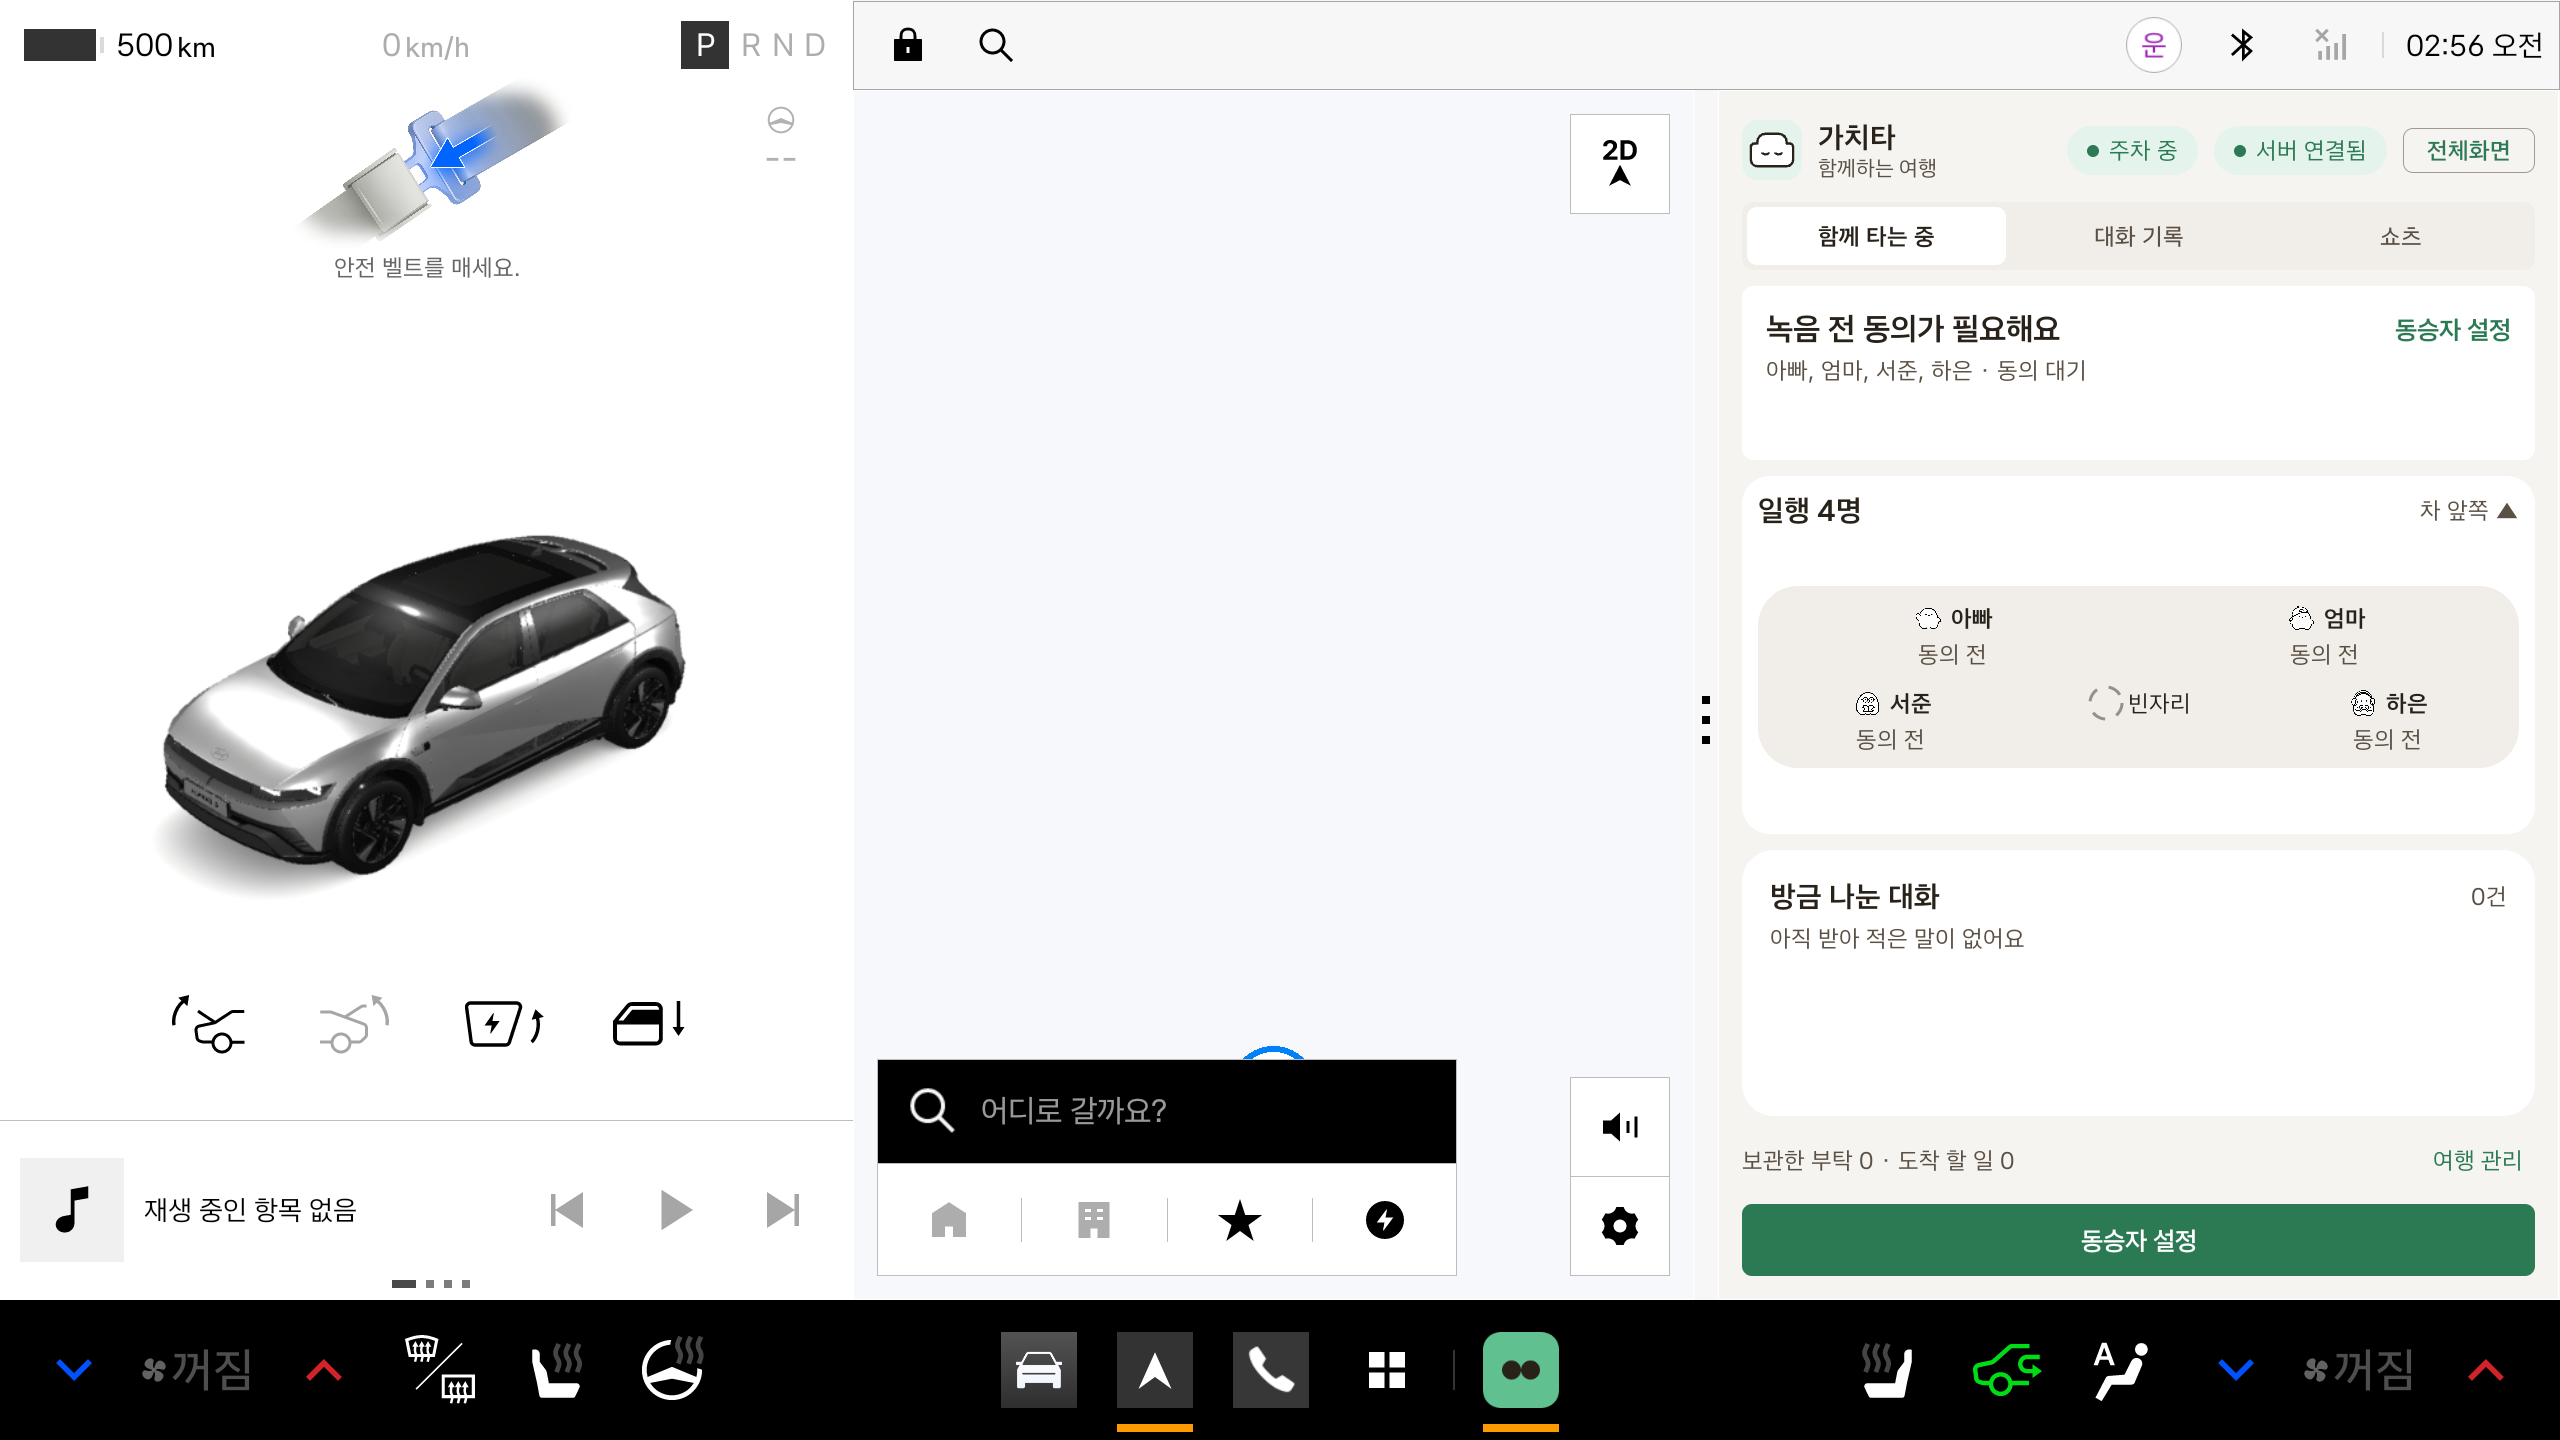 500 km
0 km/h
P R N D
안전 벨트를 매세요.
재생 중인 항목 없음
운
02:56 오전
2D
어디로 갈까요?
가치타
함께하는 여행
주차 중
서버 연결됨
전체화면
함께 타는 중
대화 기록
쇼츠
녹음 전 동의가 필요해요
동승자 설정
아빠, 엄마, 서준, 하은 · 동의 대기
일행 4명
차 앞쪽 ▲
아빠
동의 전
엄마
동의 전
서준
동의 전
빈자리
하은
동의 전
방금 나눈 대화
0건
아직 받아 적은 말이 없어요
보관한 부탁 0 · 도착 할 일 0
여행 관리
동승자 설정
꺼짐
A
꺼짐